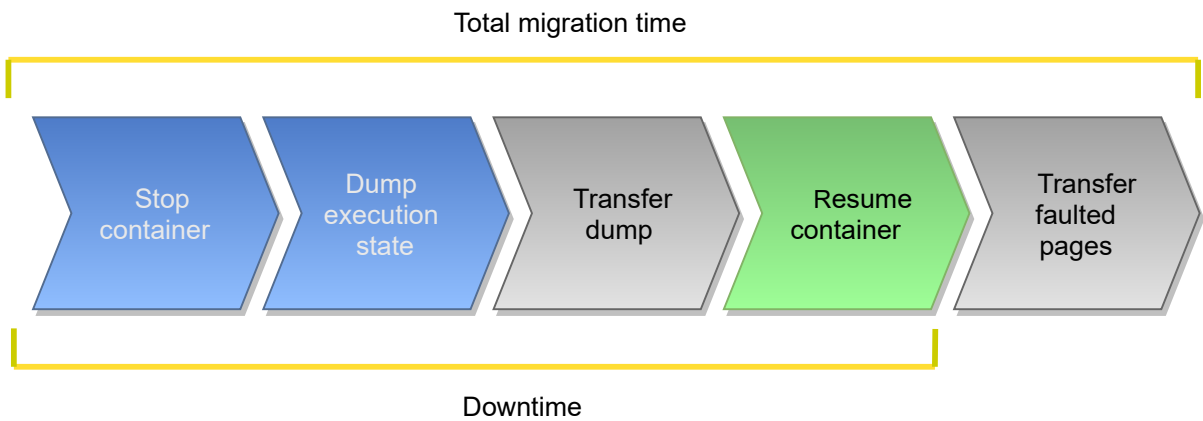 Total migration time
Stop
container
Dump
execution
state
Transfer
dump
Resume
container
Transfer
faulted
pages
Downtime